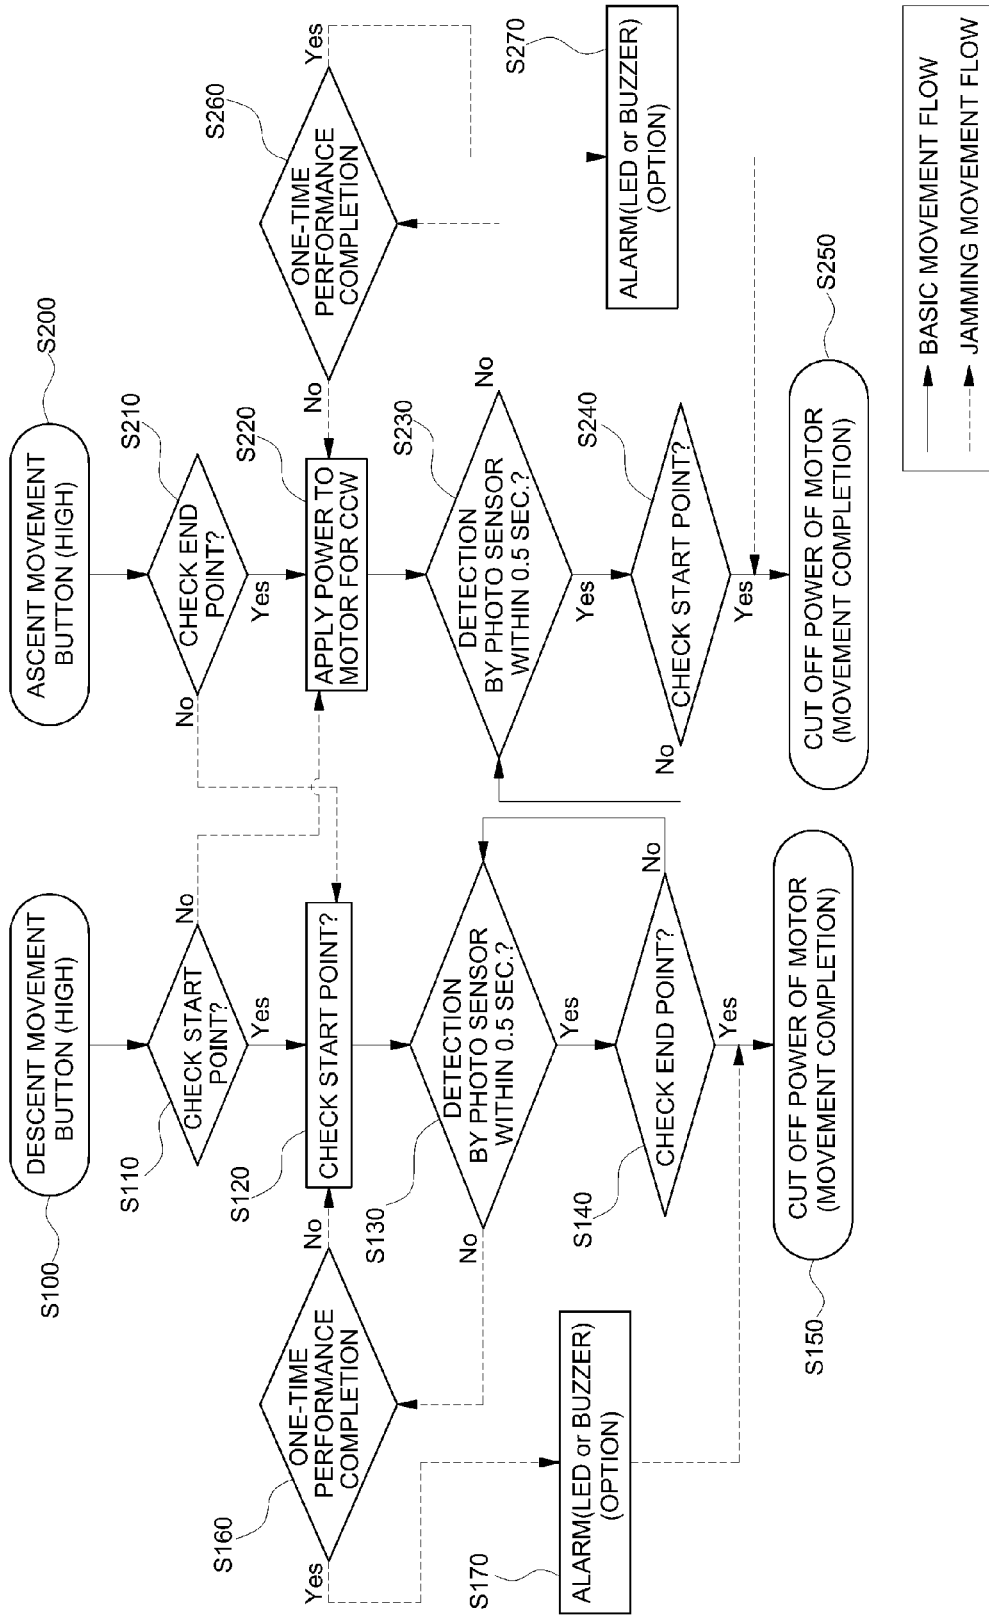 S100
DESCENT MOVEMENT
BUTTON (HIGH)
S110
CHECK START
POINT?
No
Yes
S120
CHECK START POINT?
S160
ONE-TIME
PERFORMANCE
COMPLETION
No
Yes
S130
DETECTION
BY PHOTO SENSOR
WITHIN 0.5 SEC.?
No
Yes
S140
CHECK END POINT?
No
Yes
S170
ALARM(LED or BUZZER)
(OPTION)
S150
CUT OFF POWER OF MOTOR
(MOVEMENT COMPLETION)
S200
ASCENT MOVEMENT
BUTTON (HIGH)
S210
CHECK END
POINT?
No
Yes
S220
APPLY POWER TO
MOTOR FOR CCW
S260
ONE-TIME
PERFORMANCE
COMPLETION
No
Yes
S230
DETECTION
BY PHOTO SENSOR
WITHIN 0.5 SEC.?
No
Yes
S240
CHECK START POINT?
No
Yes
S270
ALARM(LED or BUZZER)
(OPTION)
S250
CUT OFF POWER OF MOTOR
(MOVEMENT COMPLETION)
BASIC MOVEMENT FLOW
JAMMING MOVEMENT FLOW